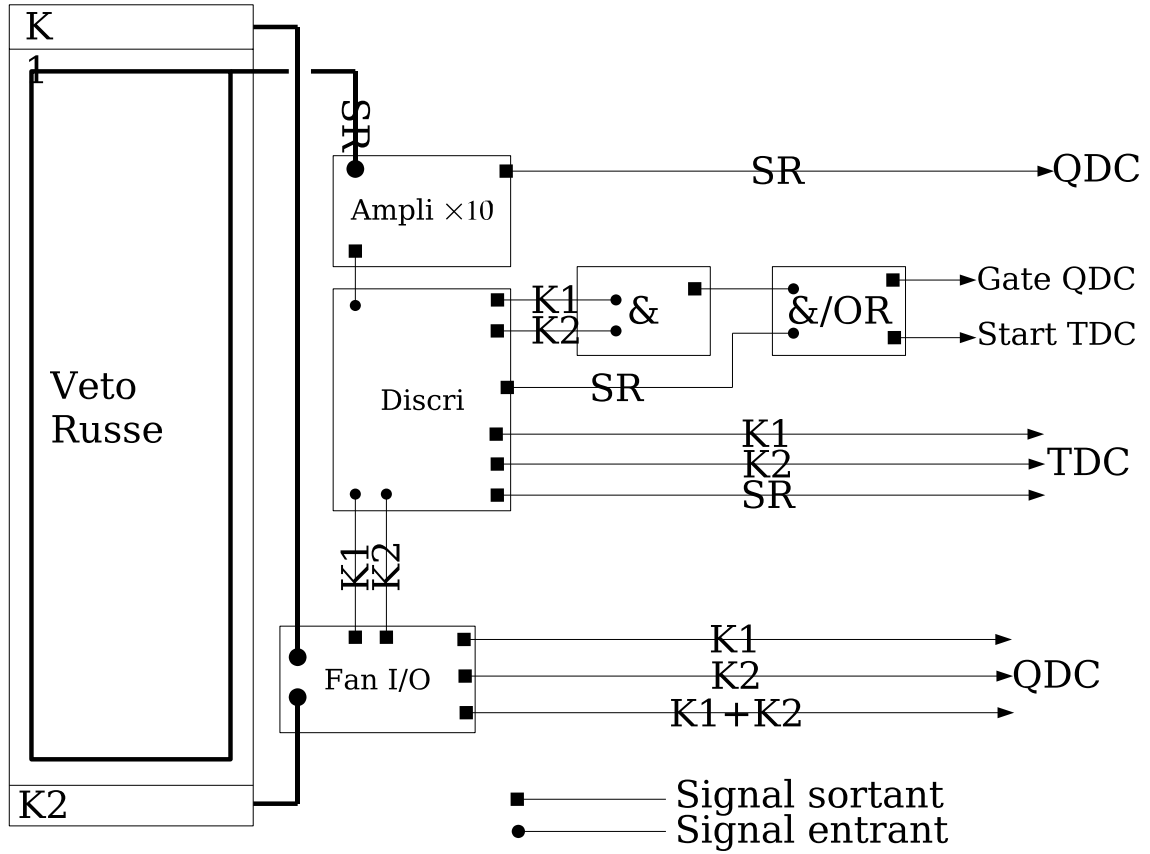 K
1
SR
SR
QDC
Ampli ×10
Gate QDC
K1
K2
&
&/OR
Start TDC
Veto
Russe
Discri
SR
K1
K2
SR
TDC
K1
K2
Fan I/O
K1
K2
K1+K2
QDC
K2
Signal sortant
Signal entrant